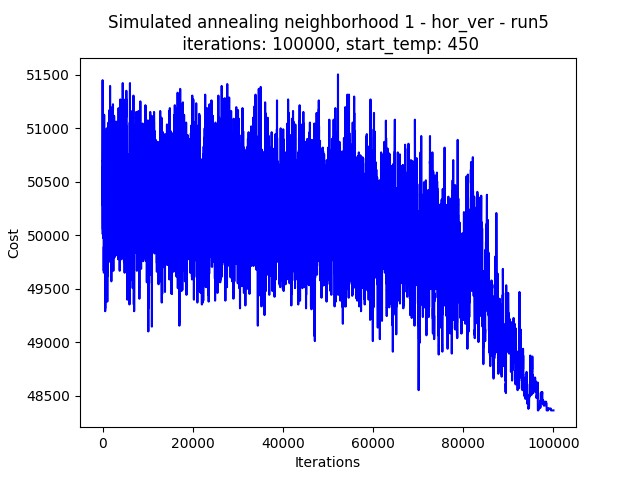 Simulated annealing neighborhood 1 - hor_ver - run5
iterations: 100000, start_temp: 450
51500
51000
50500
50000
49500
49000
48500
Cost
0 20000 40000 60000 80000 100000
Iterations